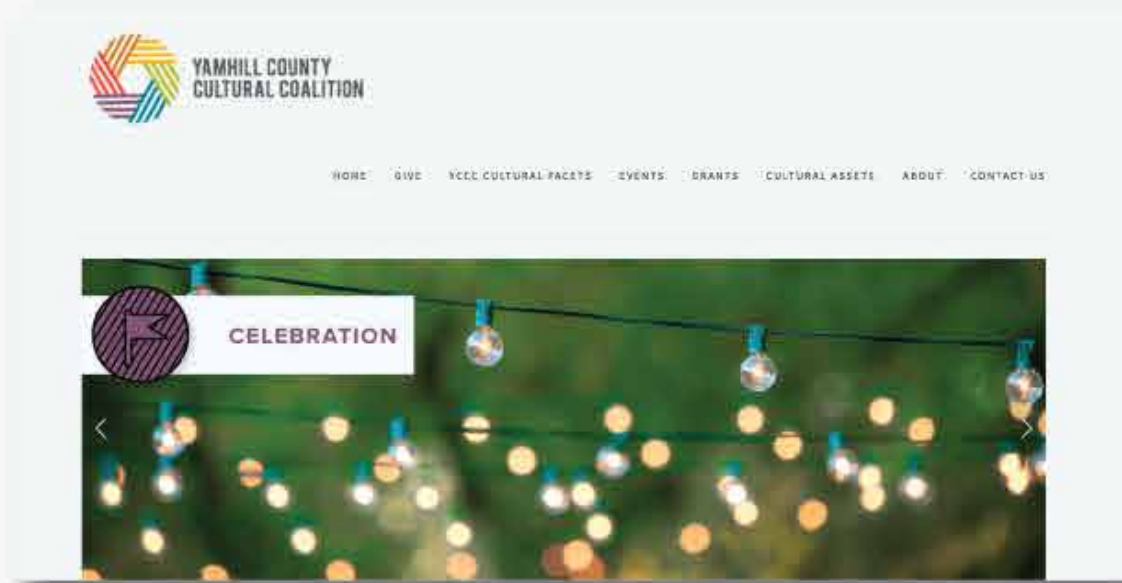 YAMHILL COUNTY
CULTURAL COALITION
HOME GIVE YCCC CULTURAL FACETS EVENTS GRANTS CULTURAL ASSETS ABOUT CONTACT US
CELEBRATION